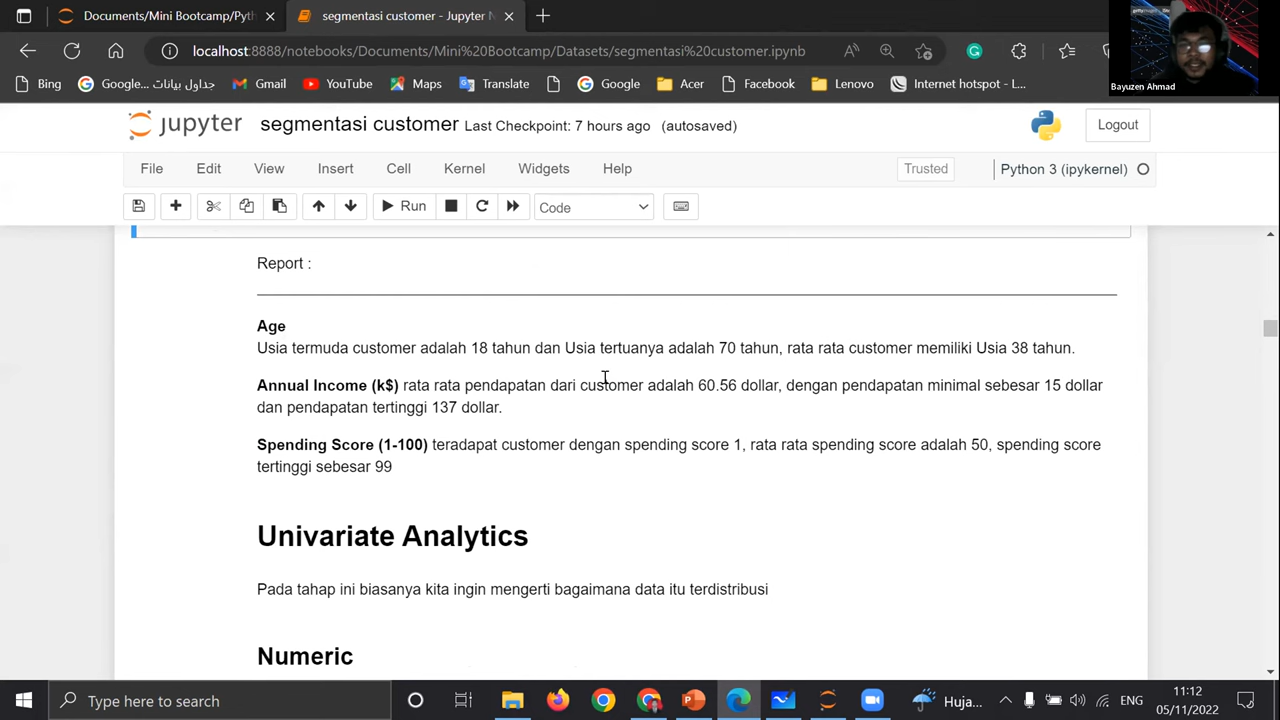 Documents/Mini Bootcamp/Pyth
segmentasi customer - Jupyter N
localhost:8888/notebooks/Documents/Mini%20Bootcamp/Datasets/segmentasi%20customer.ipynb
Bayuzen Ahmad
Bing
Google... جداول بيانات
Gmail
YouTube
Maps
Translate
Google
Acer
Facebook
Lenovo
Internet hotspot - L...
jupyter
segmentasi customer Last Checkpoint: 7 hours ago (autosaved)
Logout
File Edit View Insert Cell Kernel Widgets Help
Trusted
Python 3 (ipykernel)
Run
Code
Report :
Age
Usia termuda customer adalah 18 tahun dan Usia tertuanya adalah 70 tahun, rata rata customer memiliki Usia 38 tahun.
Annual Income (k$) rata rata pendapatan dari customer adalah 60.56 dollar, dengan pendapatan minimal sebesar 15 dollar
dan pendapatan tertinggi 137 dollar.
Spending Score (1-100) teradapat customer dengan spending score 1, rata rata spending score adalah 50, spending score
tertinggi sebesar 99
Univariate Analytics
Pada tahap ini biasanya kita ingin mengerti bagaimana data itu terdistribusi
Numeric
Type here to search
Huja...
ENG
11:12
05/11/2022